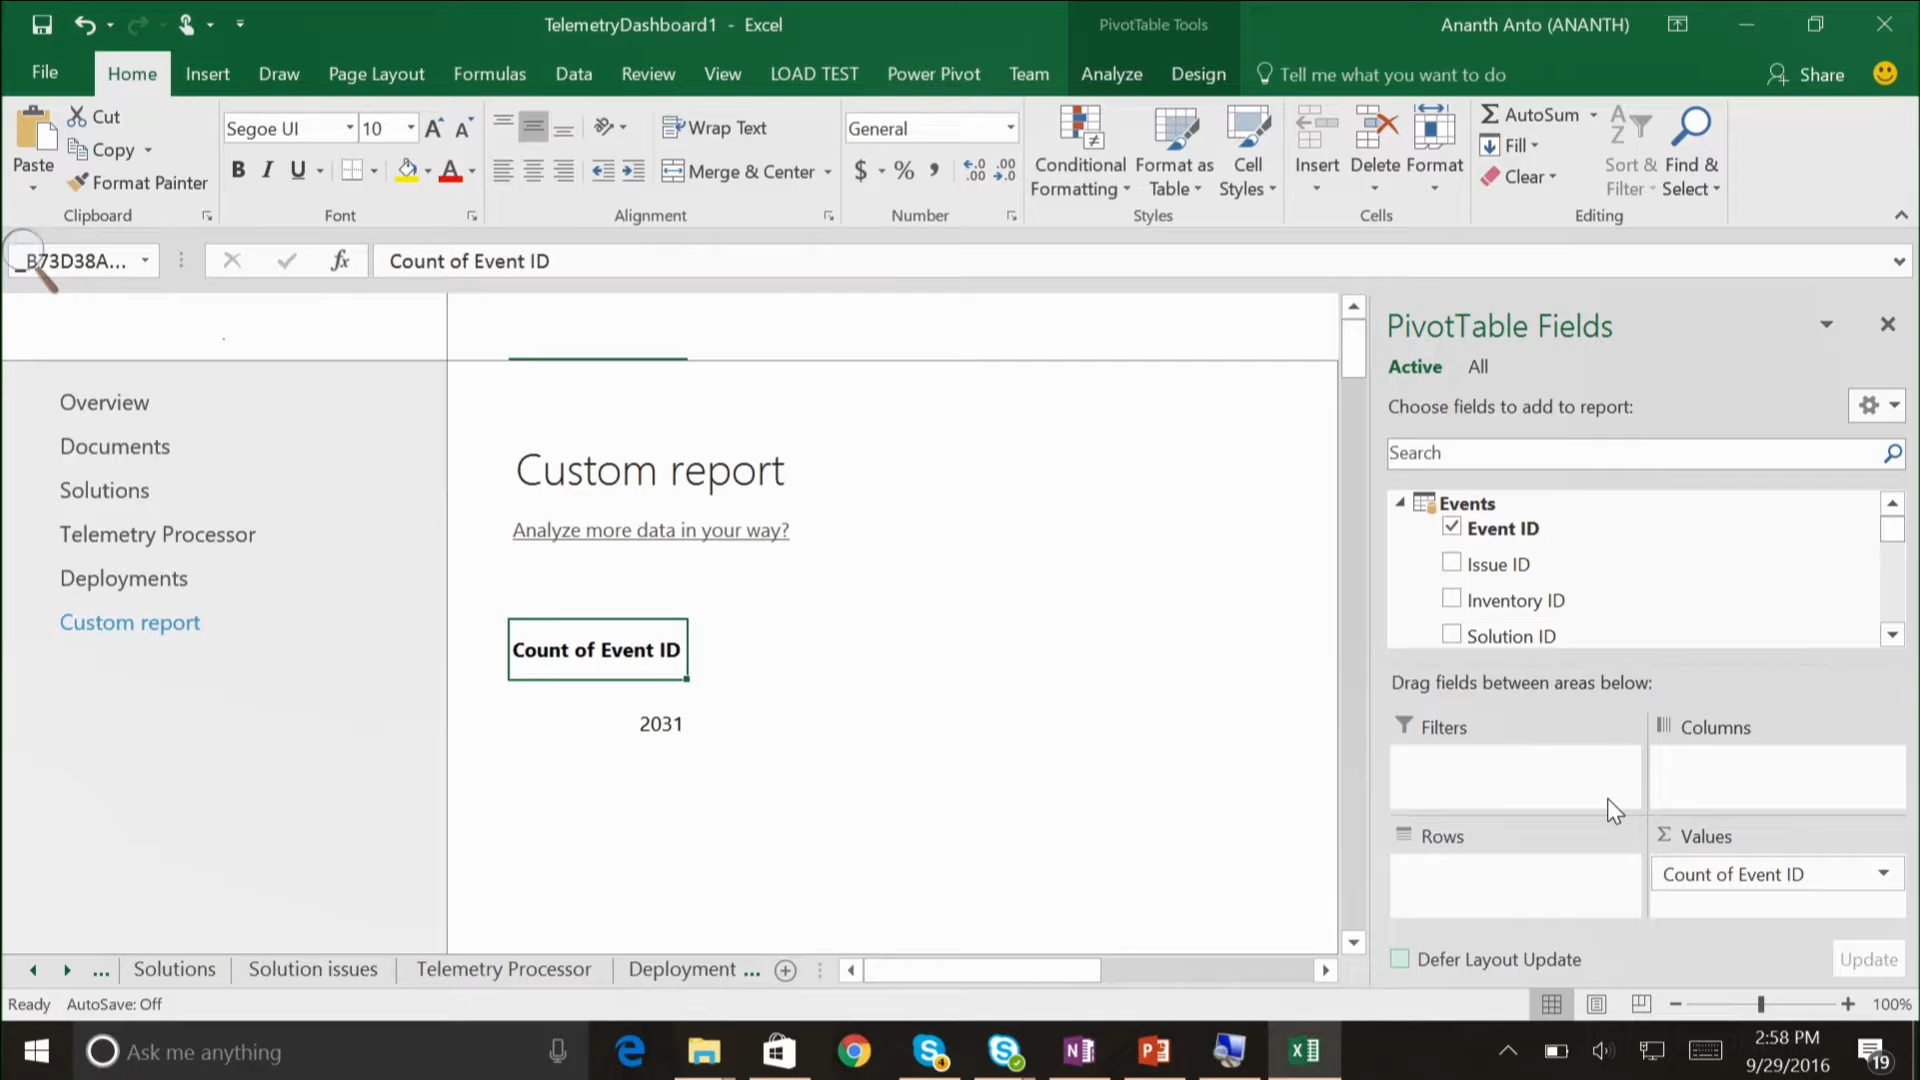 TelemetryDashboard1 - Excel
PivotTable Tools
Ananth Anto (ANANTH)
File
Home
Insert
Draw
Page Layout
Formulas
Data
Review
View
LOAD TEST
Power Pivot
Team
Analyze
Design
Tell me what you want to do
Share
Paste
Cut
Copy
Format Painter
Clipboard
Segoe UI
10
B I U
Font
Wrap Text
Merge & Center
Alignment
General
$ % ,
Number
Conditional
Formatting
Format as
Table
Cell
Styles
Styles
Insert
Delete
Format
Cells
AutoSum
Fill
Clear
Sort &
Filter
Find &
Select
Editing
_B73D38A...
fx
Count of Event ID
Overview
Documents
Solutions
Telemetry Processor
Deployments
Custom report
Custom report
Analyze more data in your way?
Count of Event ID
2031
PivotTable Fields
Active
All
Choose fields to add to report:
Search
Events
Event ID
Issue ID
Inventory ID
Solution ID
Drag fields between areas below:
Filters
Columns
Rows
Values
Count of Event ID
Defer Layout Update
Update
...
Solutions
Solution issues
Telemetry Processor
Deployment ...
Ready
AutoSave: Off
100%
Ask me anything
4
2:58 PM
9/29/2016
19